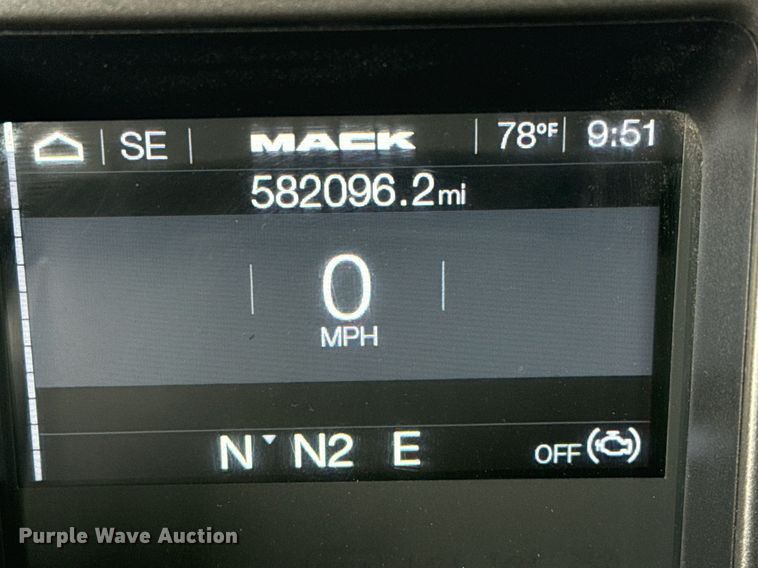 SE MACK 78°F 9:51
582096.2mi
0
MPH
N N2 E OFF
Purple Wave Auction